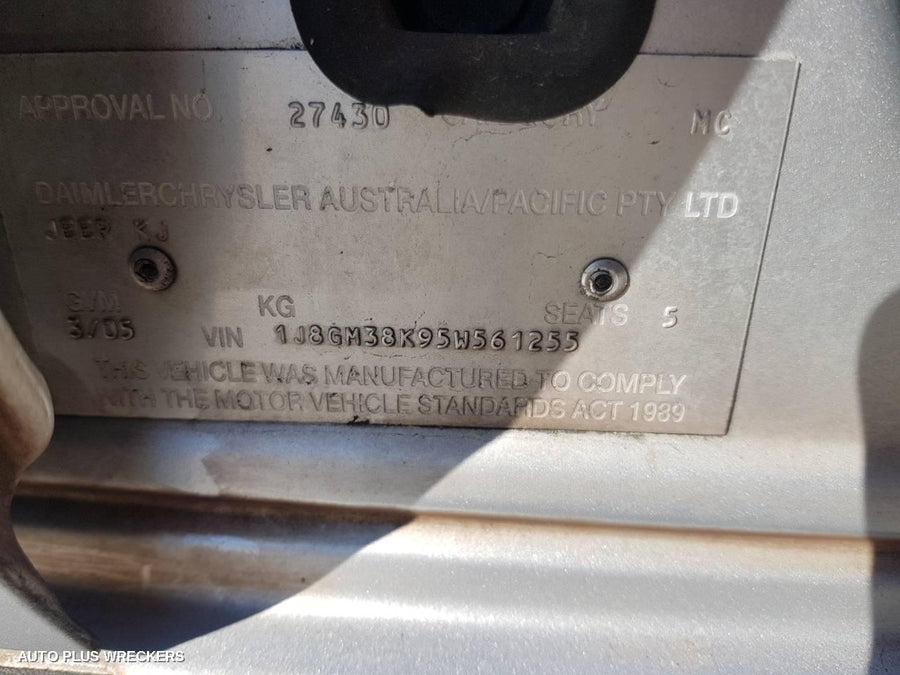 APPROVAL NO. 27430 CATEGORY MC
DAIMLERCHRYSLER AUSTRALIA/PACIFIC PTY LTD
JEEP KJ
G/M KG SEATS 5
3/05 VIN 1J8GM38K95W561255
THIS VEHICLE WAS MANUFACTURED TO COMPLY
WITH THE MOTOR VEHICLE STANDARDS ACT 1989
AUTO PLUS WRECKERS